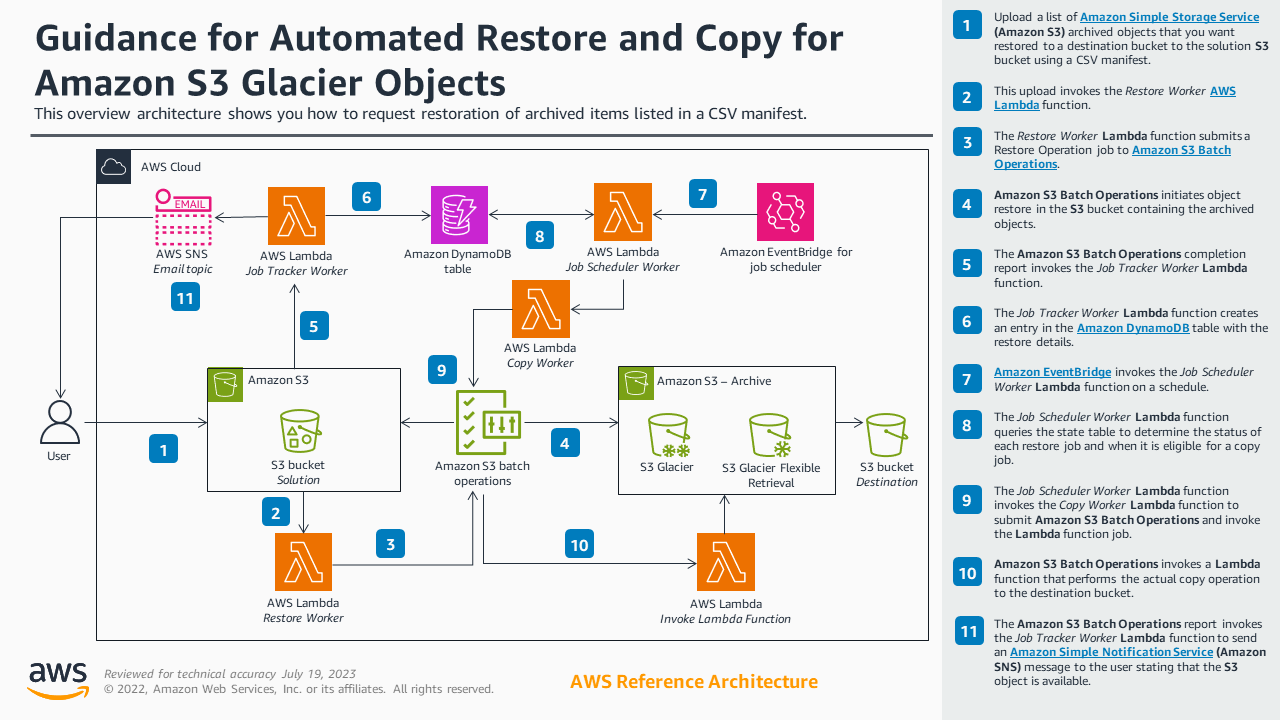 Guidance for Automated Restore and Copy for
Amazon S3 Glacier Objects
This overview architecture shows you how to request restoration of archived items listed in a CSV manifest.
AWS Cloud
EMAIL
AWS SNS
Email topic
11
AWS Lambda
Job Tracker Worker
6
Amazon DynamoDB
table
8
AWS Lambda
Job Scheduler Worker
7
Amazon EventBridge for
job scheduler
5
AWS Lambda
Copy Worker
9
Amazon S3
S3 bucket
Solution
User
1
Amazon S3 batch
operations
4
Amazon S3 – Archive
S3 Glacier
S3 Glacier Flexible
Retrieval
S3 bucket
Destination
2
AWS Lambda
Restore Worker
3
10
AWS Lambda
Invoke Lambda Function
aws
Reviewed for technical accuracy July 19, 2023
© 2022, Amazon Web Services, Inc. or its affiliates. All rights reserved.
AWS Reference Architecture
1
Upload a list of Amazon Simple Storage Service
(Amazon S3) archived objects that you want
restored to a destination bucket to the solution S3
bucket using a CSV manifest.
2
This upload invokes the Restore Worker AWS
Lambda function.
3
The Restore Worker Lambda function submits a
Restore Operation job to Amazon S3 Batch
Operations.
4
Amazon S3 Batch Operations initiates object
restore in the S3 bucket containing the archived
objects.
5
The Amazon S3 Batch Operations completion
report invokes the Job Tracker Worker Lambda
function.
6
The Job Tracker Worker Lambda function creates
an entry in the Amazon DynamoDB table with the
restore details.
7
Amazon EventBridge invokes the Job Scheduler
Worker Lambda function on a schedule.
8
The Job Scheduler Worker Lambda function
queries the state table to determine the status of
each restore job and when it is eligible for a copy
job.
9
The Job Scheduler Worker Lambda function
invokes the Copy Worker Lambda function to
submit Amazon S3 Batch Operations and invoke
the Lambda function job.
10
Amazon S3 Batch Operations invokes a Lambda
function that performs the actual copy operation
to the destination bucket.
11
The Amazon S3 Batch Operations report invokes
the Job Tracker Worker Lambda function to send
an Amazon Simple Notification Service (Amazon
SNS) message to the user stating that the S3
object is available.